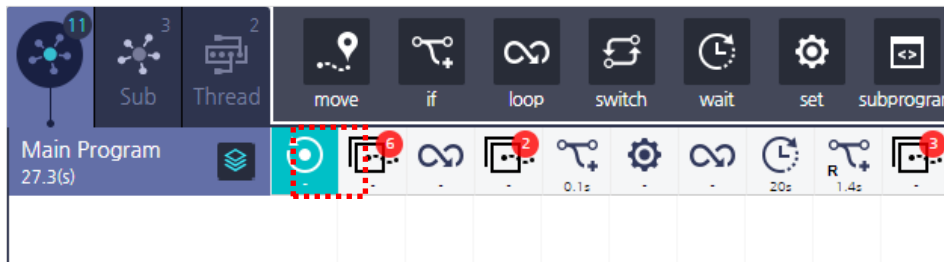 11
3
2
Sub
Thread
move
if
loop
switch
wait
set
subprogram
Main Program
27.3(s)
-
6
-
-
2
-
0.1s
-
-
20s
R
1.4s
3
-